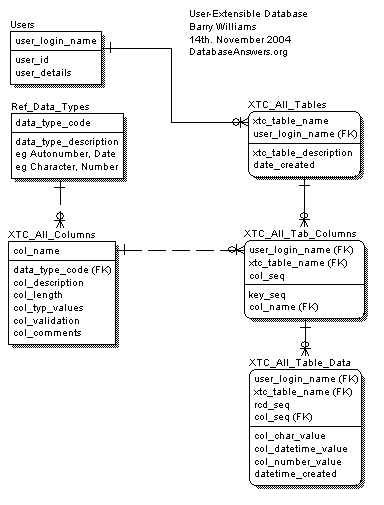 User-Extensible Database
Barry Williams
14th. November 2004
DatabaseAnswers.org
Users
user_login_name
user_id
user_details
Ref_Data_Types
data_type_code
data_type_description
eg Autonumber, Date
eg Character, Number
XTC_All_Tables
xtc_table_name
user_login_name (FK)
xtc_table_description
date_created
XTC_All_Columns
col_name
data_type_code (FK)
col_description
col_length
col_typ_values
col_validation
col_comments
XTC_All_Tab_Columns
user_login_name (FK)
xtc_table_name (FK)
col_seq
key_seq
col_name (FK)
XTC_All_Table_Data
user_login_name (FK)
xtc_table_name (FK)
rcd_seq
col_seq (FK)
col_char_value
col_datetime_value
col_number_value
datetime_created